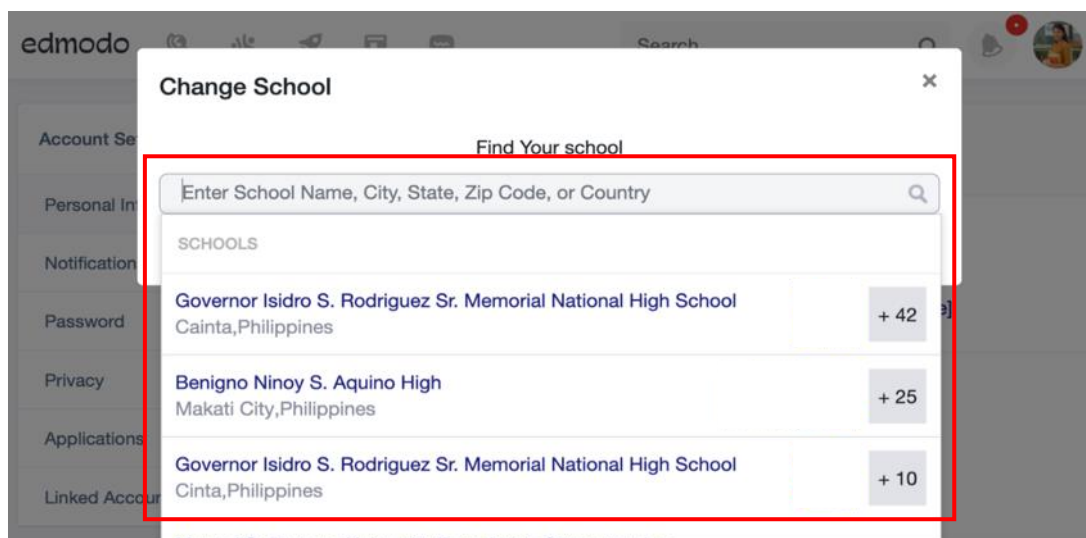 edmodo
Search
Change School
×
Account Se
Find Your school
Enter School Name, City, State, Zip Code, or Country
Personal In
SCHOOLS
Notification
Governor Isidro S. Rodriguez Sr. Memorial National High School
+ 42
e]
Cainta,Philippines
Password
Privacy
Benigno Ninoy S. Aquino High
+ 25
Makati City,Philippines
Applications
Governor Isidro S. Rodriguez Sr. Memorial National High School
+ 10
Cinta,Philippines
Linked Accour